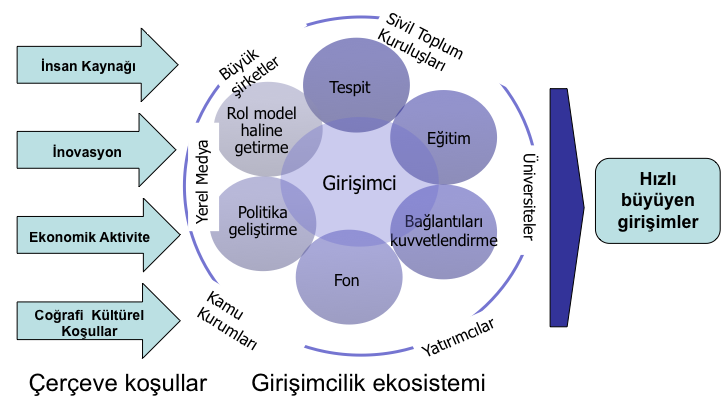 İnsan Kaynağı
İnovasyon
Ekonomik Aktivite
Coğrafi Kültürel
Koşullar
Çerçeve koşullar
Büyük
şirketler
Sivil Toplum
Kuruluşları
Yerel Medya
Üniversiteler
Kamu
Kurumları
Yatırımcılar
Tespit
Rol model
haline
getirme
Eğitim
Girişimci
Politika
geliştirme
Bağlantıları
kuvvetlendirme
Fon
Girişimcilik ekosistemi
Hızlı
büyüyen
girişimler